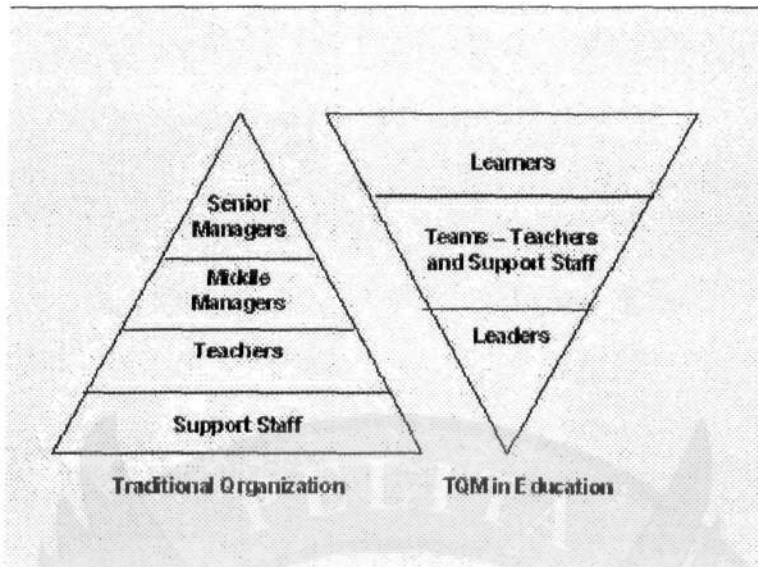 Senior
Managers
Middle
Managers
Teachers
Support Staff
Traditional Organization
Learners
Teams – Teachers
and Support Staff
Leaders
TQM in Education